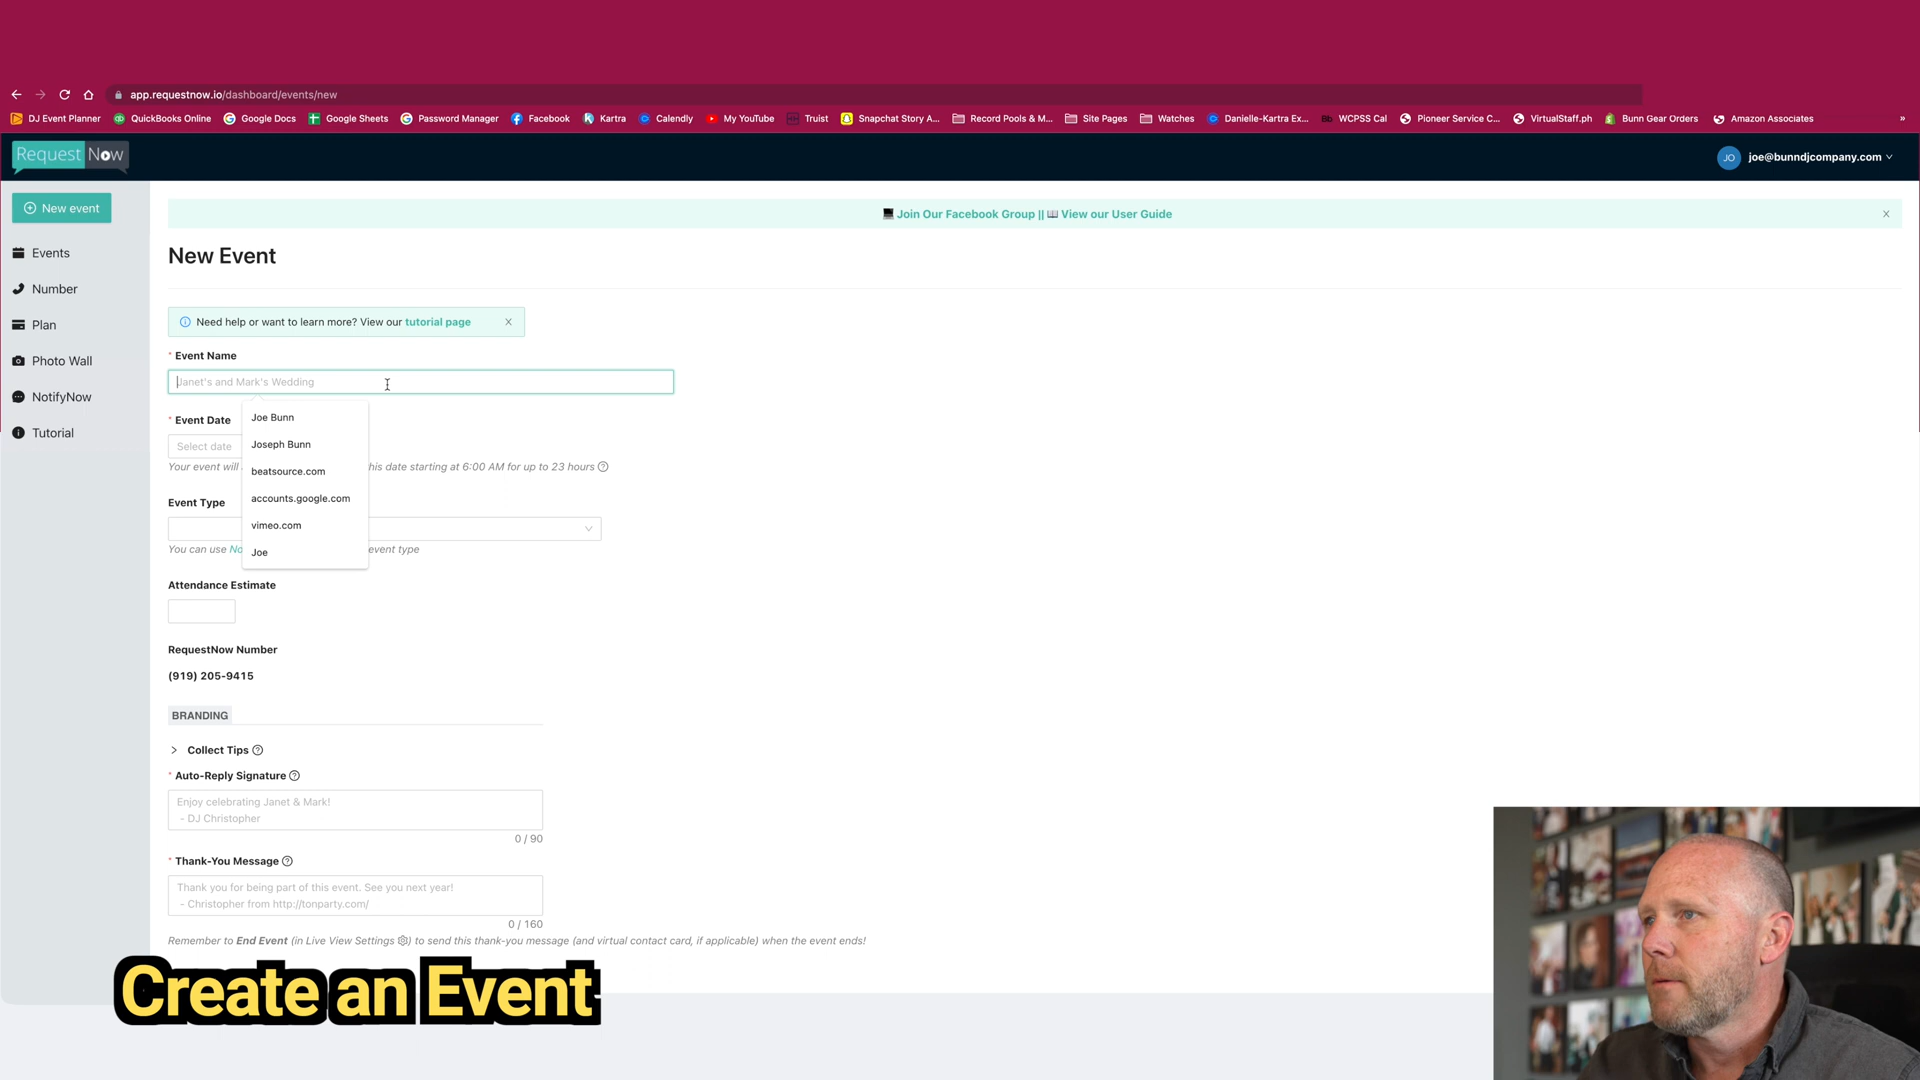 app.requestnow.io/dashboard/events/new
DJ Event Planner QuickBooks Online Google Docs Google Sheets Password Manager Facebook Kartra Calendly My YouTube Truist Snapchat Story A... Record Pools & M... Site Pages Watches Danielle-Kartra Ex... Bb WCPSS Cal Pioneer Service C... VirtualStaff.ph Bunn Gear Orders Amazon Associates »
Request Now
JO joe@bunndjcompany.com
New event
Join Our Facebook Group || View our User Guide
Events
New Event
Number
Need help or want to learn more? View our tutorial page
Plan
* Event Name
Photo Wall
Janet's and Mark's Wedding
NotifyNow
Joe Bunn
* Event Date
Tutorial
Joseph Bunn
Select date
Your event will his date starting at 6:00 AM for up to 23 hours
beatsource.com
accounts.google.com
Event Type
vimeo.com
You can use No event type
Joe
Attendance Estimate
RequestNow Number
(919) 205-9415
BRANDING
Collect Tips
* Auto-Reply Signature
Enjoy celebrating Janet & Mark!
- DJ Christopher
0 / 90
* Thank-You Message
Thank you for being part of this event. See you next year!
- Christopher from http://tonparty.com/
0 / 160
Remember to End Event (in Live View Settings) to send this thank-you message (and virtual contact card, if applicable) when the event ends!
Create an Event